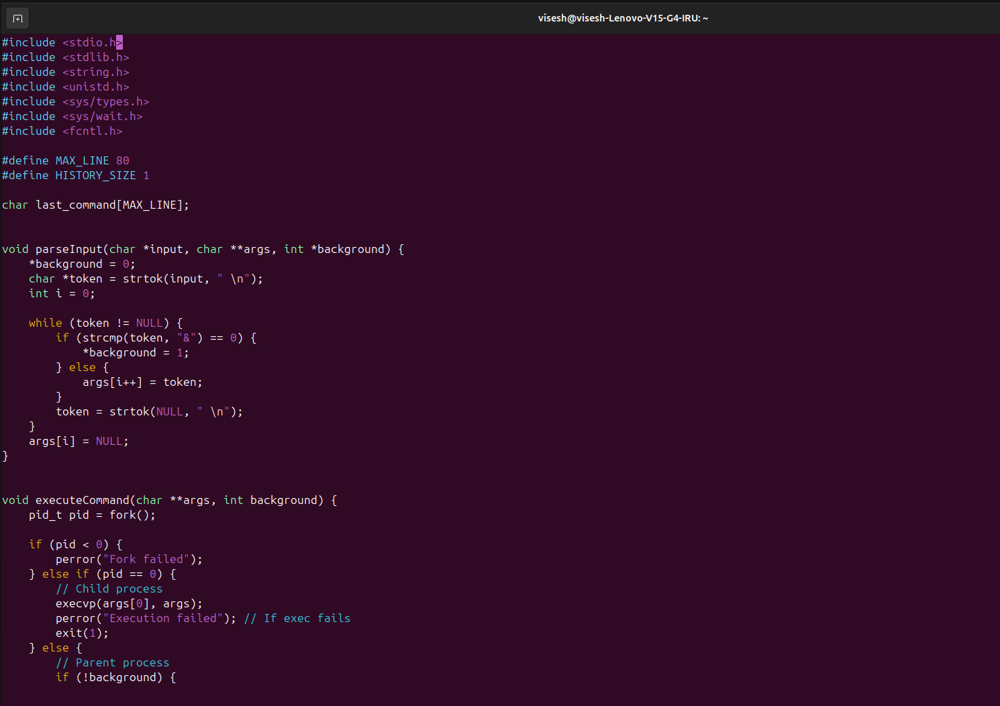 visesh@visesh-Lenovo-V15-G4-IRU: ~
#include <stdio.h>
#include <stdlib.h>
#include <string.h>
#include <unistd.h>
#include <sys/types.h>
#include <sys/wait.h>
#include <fcntl.h>

#define MAX_LINE 80
#define HISTORY_SIZE 1

char last_command[MAX_LINE];


void parseInput(char *input, char **args, int *background) {
    *background = 0;
    char *token = strtok(input, " \n");
    int i = 0;

    while (token != NULL) {
        if (strcmp(token, "&") == 0) {
            *background = 1;
        } else {
            args[i++] = token;
        }
        token = strtok(NULL, " \n");
    }
    args[i] = NULL;
}


void executeCommand(char **args, int background) {
    pid_t pid = fork();

    if (pid < 0) {
        perror("Fork failed");
    } else if (pid == 0) {
        // Child process
        execvp(args[0], args);
        perror("Execution failed"); // If exec fails
        exit(1);
    } else {
        // Parent process
        if (!background) {